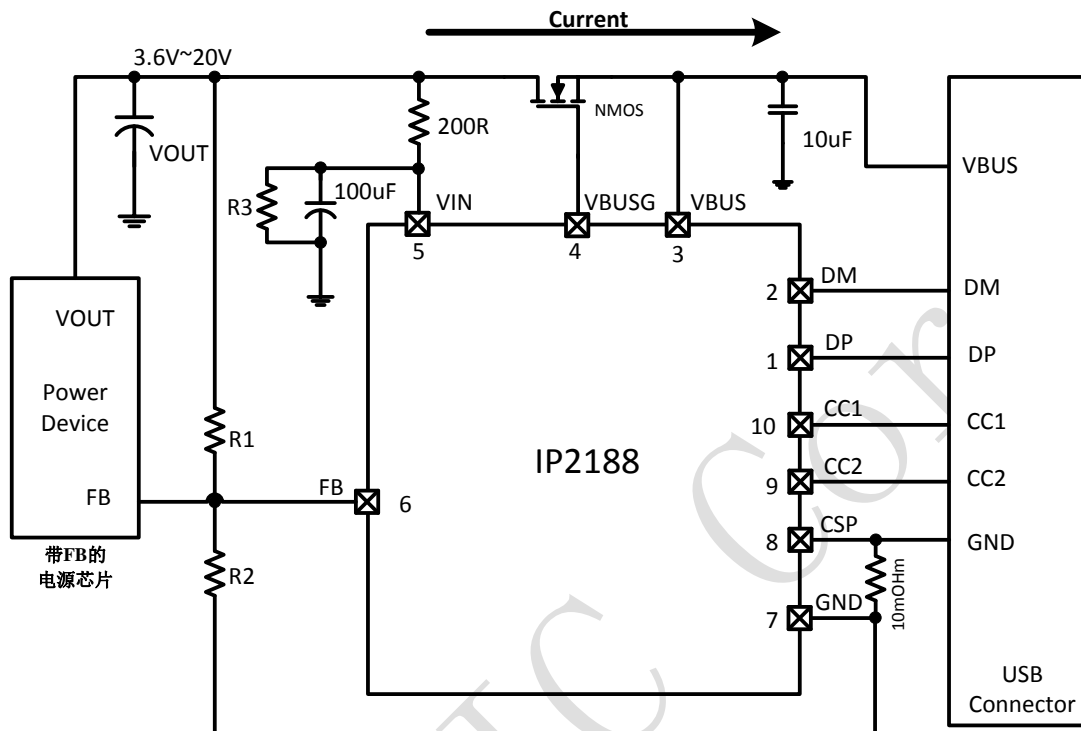 Current
3.6V~20V
NMOS
200R
10uF
VOUT
VBUS
100uF
R3
VIN
VBUSG
VBUS
5
4
3
DM
2
DM
VOUT
DP
1
DP
Power
Device
CC1
10
CC1
R1
IP2188
CC2
9
CC2
FB
FB
6
CSP
8
GND
带FB的
电源芯片
R2
10mOHm
GND
7
USB
Connector
IC Cor